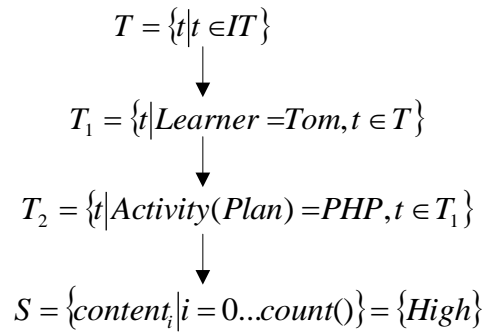 T = {t|t ∈IT}
T₁ = {t|Learner =Tom, t ∈ T}
T₂ = {t|Activity(Plan) =PHP, t ∈ T₁}
S = {contentᵢ|i = 0...count()} = {High}